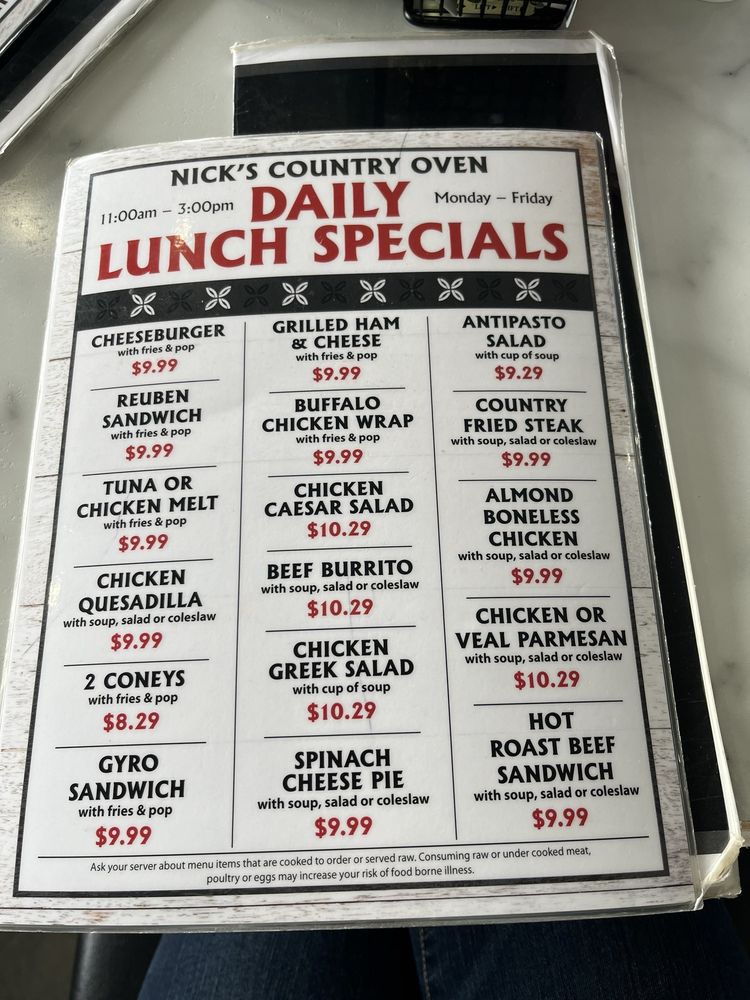 NICK'S COUNTRY OVEN
11:00am – 3:00pm
DAILY
Monday – Friday
LUNCH SPECIALS
CHEESEBURGER
with fries & pop
$9.99
REUBEN
SANDWICH
with fries & pop
$9.99
TUNA OR
CHICKEN MELT
with fries & pop
$9.99
CHICKEN
QUESADILLA
with soup, salad or coleslaw
$9.99
2 CONEYS
with fries & pop
$8.29
GYRO
SANDWICH
with fries & pop
$9.99
GRILLED HAM
& CHEESE
with fries & pop
$9.99
BUFFALO
CHICKEN WRAP
with fries & pop
$9.99
CHICKEN
CAESAR SALAD
$10.29
BEEF BURRITO
with soup, salad or coleslaw
$10.29
CHICKEN
GREEK SALAD
with cup of soup
$10.29
SPINACH
CHEESE PIE
with soup, salad or coleslaw
$9.99
ANTIPASTO
SALAD
with cup of soup
$9.29
COUNTRY
FRIED STEAK
with soup, salad or coleslaw
$9.99
ALMOND
BONELESS
CHICKEN
with soup, salad or coleslaw
$9.99
CHICKEN OR
VEAL PARMESAN
with soup, salad or coleslaw
$10.29
HOT
ROAST BEEF
SANDWICH
with soup, salad or coleslaw
$9.99
Ask your server about menu items that are cooked to order or served raw. Consuming raw or under cooked meat,
poultry or eggs may increase your risk of food borne illness.